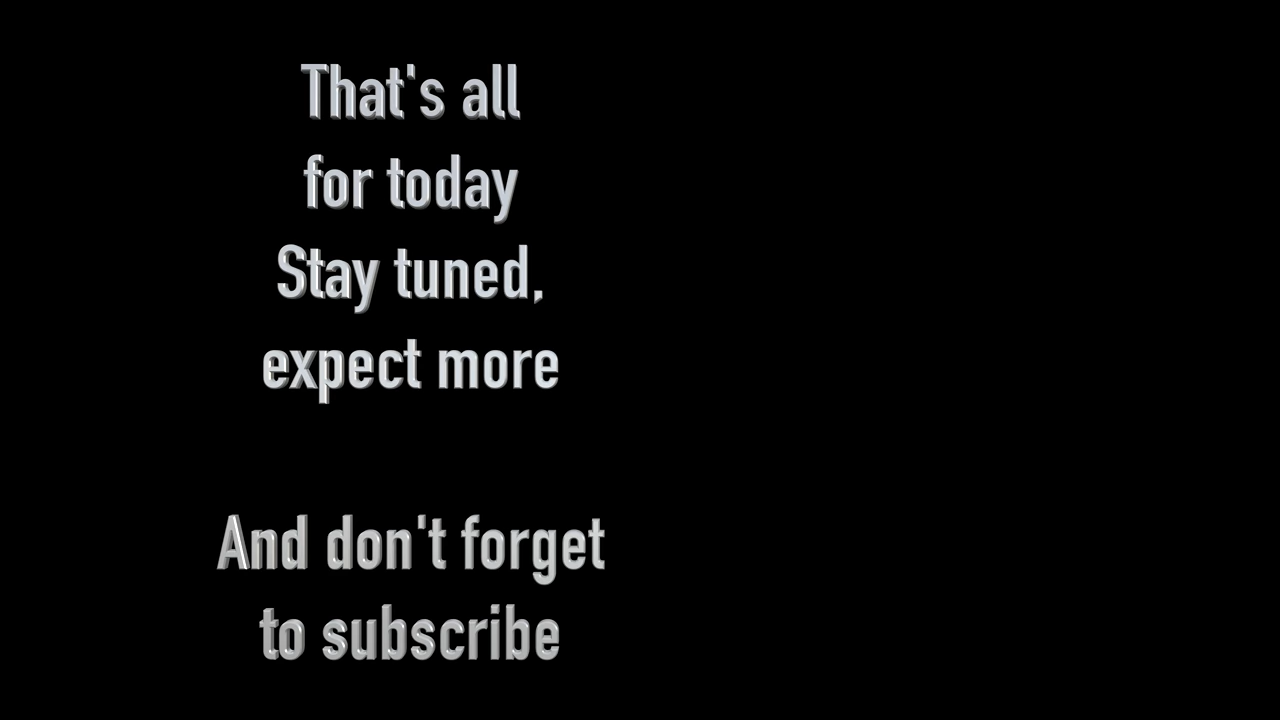 That's all
for today
Stay tuned,
expect more
And don't forget
to subscribe